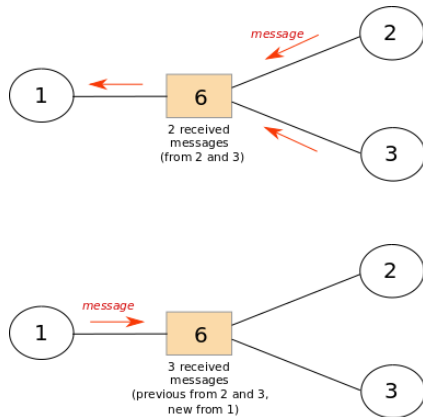 message
2
1
6
2 received
messages
(from 2 and 3)
3
message
2
1
6
3 received
messages
(previous from 2 and 3,
new from 1)
3